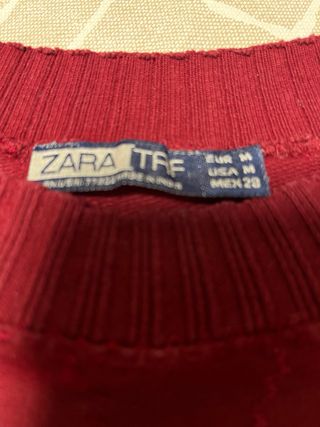 ZARA TRF
EUR M
USA M
MEX 28